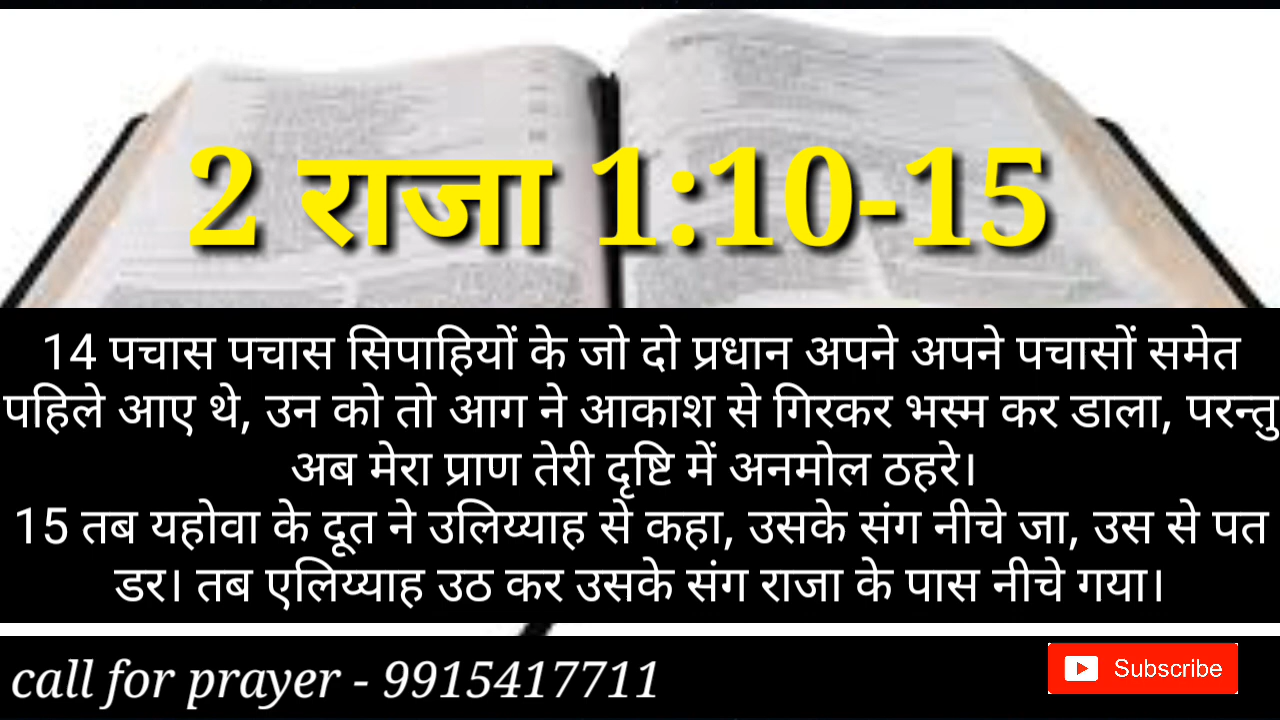 2 राजा 1:10-15
14 पचास पचास सिपाहियों के जो दो प्रधान अपने अपने पचासों समेत
पहिले आए थे, उन को तो आग ने आकाश से गिरकर भस्म कर डाला, परन्तु
अब मेरा प्राण तेरी दृष्टि में अनमोल ठहरे।
15 तब यहोवा के दूत ने उलिय्याह से कहा, उसके संग नीचे जा, उस से पत
डर। तब एलिय्याह उठ कर उसके संग राजा के पास नीचे गया।
call for prayer - 9915417711
Subscribe